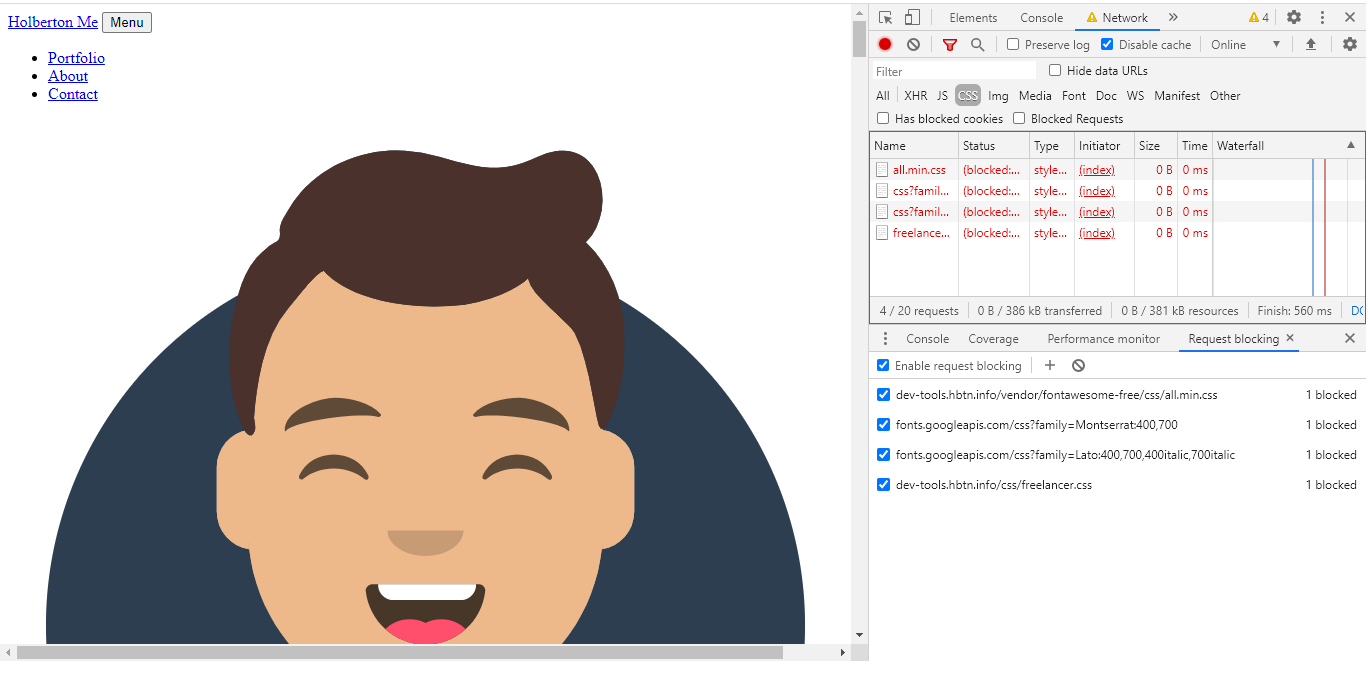 Holberton Me Menu
Portfolio
About
Contact
Elements Console Network » 4
Preserve log Disable cache Online
Filter Hide data URLs
All XHR JS CSS Img Media Font Doc WS Manifest Other
Has blocked cookies Blocked Requests
Name Status Type Initiator Size Time Waterfall
all.min.css (blocked:... style... (index) 0 B 0 ms
css?famil... (blocked:... style... (index) 0 B 0 ms
css?famil... (blocked:... style... (index) 0 B 0 ms
freelance... (blocked:... style... (index) 0 B 0 ms
4 / 20 requests 0 B / 386 kB transferred 0 B / 381 kB resources Finish: 560 ms
Console Coverage Performance monitor Request blocking
Enable request blocking
dev-tools.hbtn.info/vendor/fontawesome-free/css/all.min.css 1 blocked
fonts.googleapis.com/css?family=Montserrat:400,700 1 blocked
fonts.googleapis.com/css?family=Lato:400,700,400italic,700italic 1 blocked
dev-tools.hbtn.info/css/freelancer.css 1 blocked